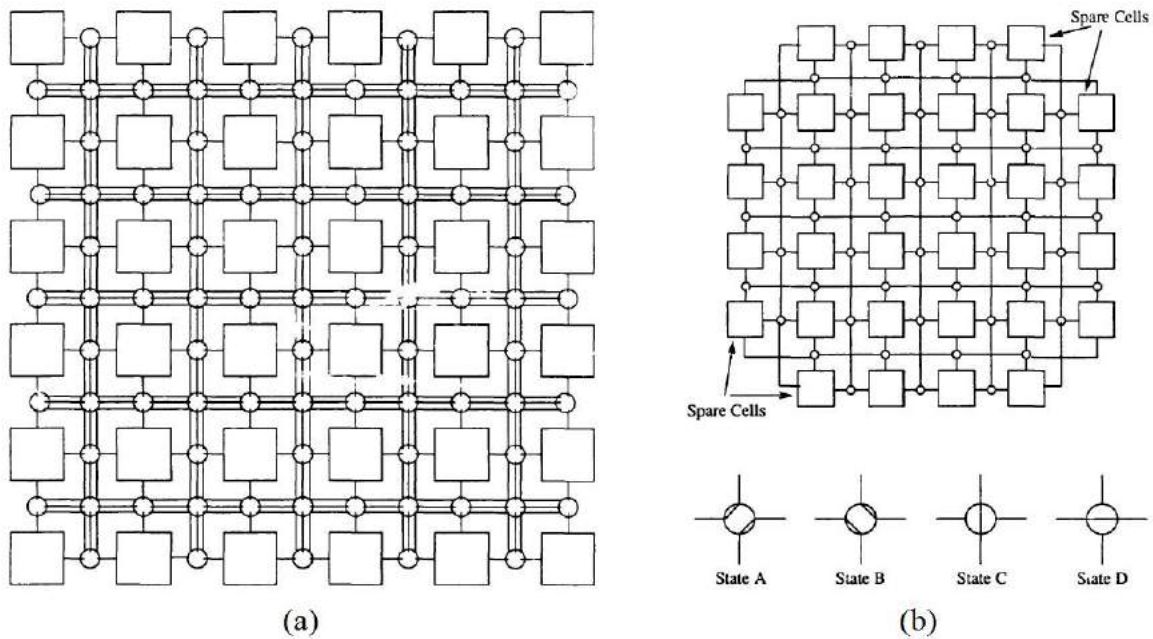 Spare Cells
Spare Cells
State A
State B
State C
State D
(a)
(b)